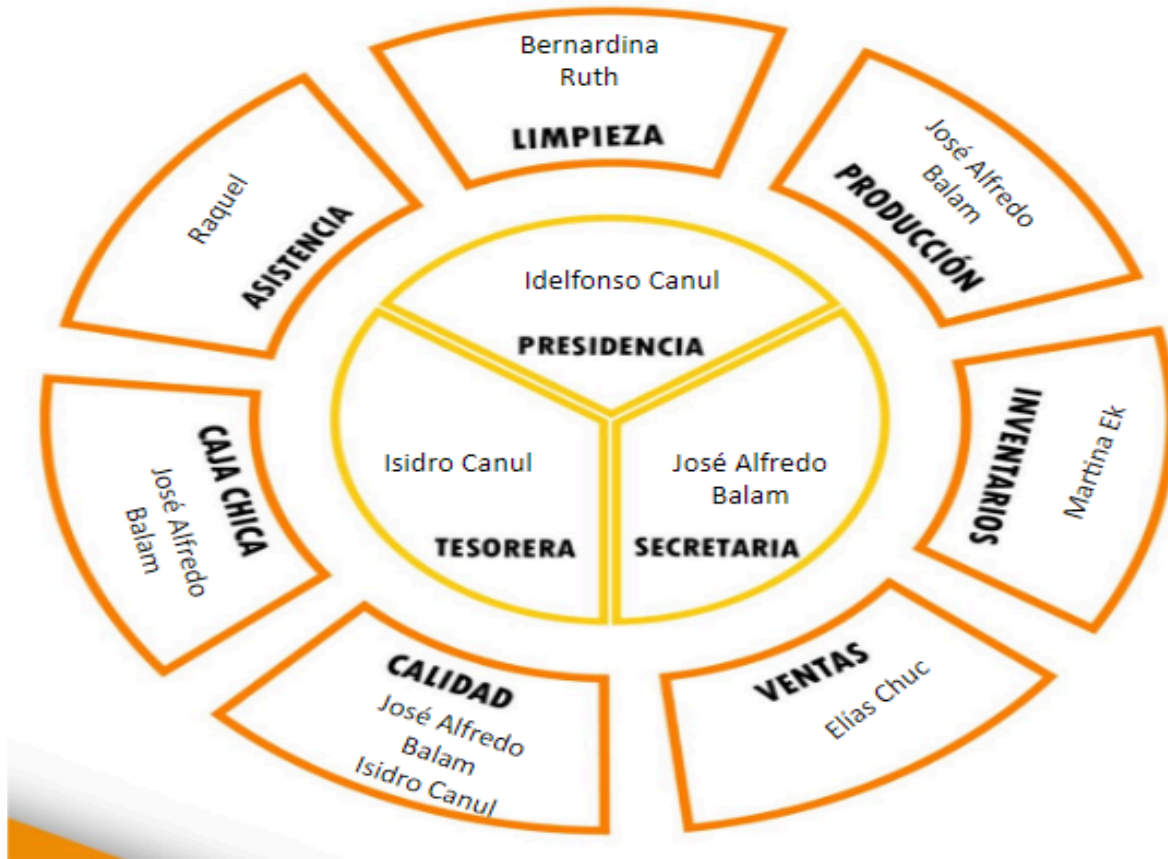 Bernardina
Ruth
LIMPIEZA
José Alfredo
Balam
PRODUCCIÓN
Martina Ek
INVENTARIOS
VENTAS
Elías Chuc
CALIDAD
José Alfredo
Balam
Isidro Canul
CAJA CHICA
José Alfredo
Balam
Raquel
ASISTENCIA
Idelfonso Canul
PRESIDENCIA
Isidro Canul
TESORERA
José Alfredo
Balam
SECRETARIA